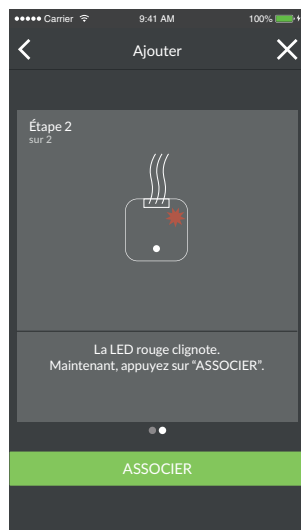 Carrier 9:41 AM 100%
Ajouter
Étape 2
sur 2
La LED rouge clignote.
Maintenant, appuyez sur “ASSOCIER”.
ASSOCIER